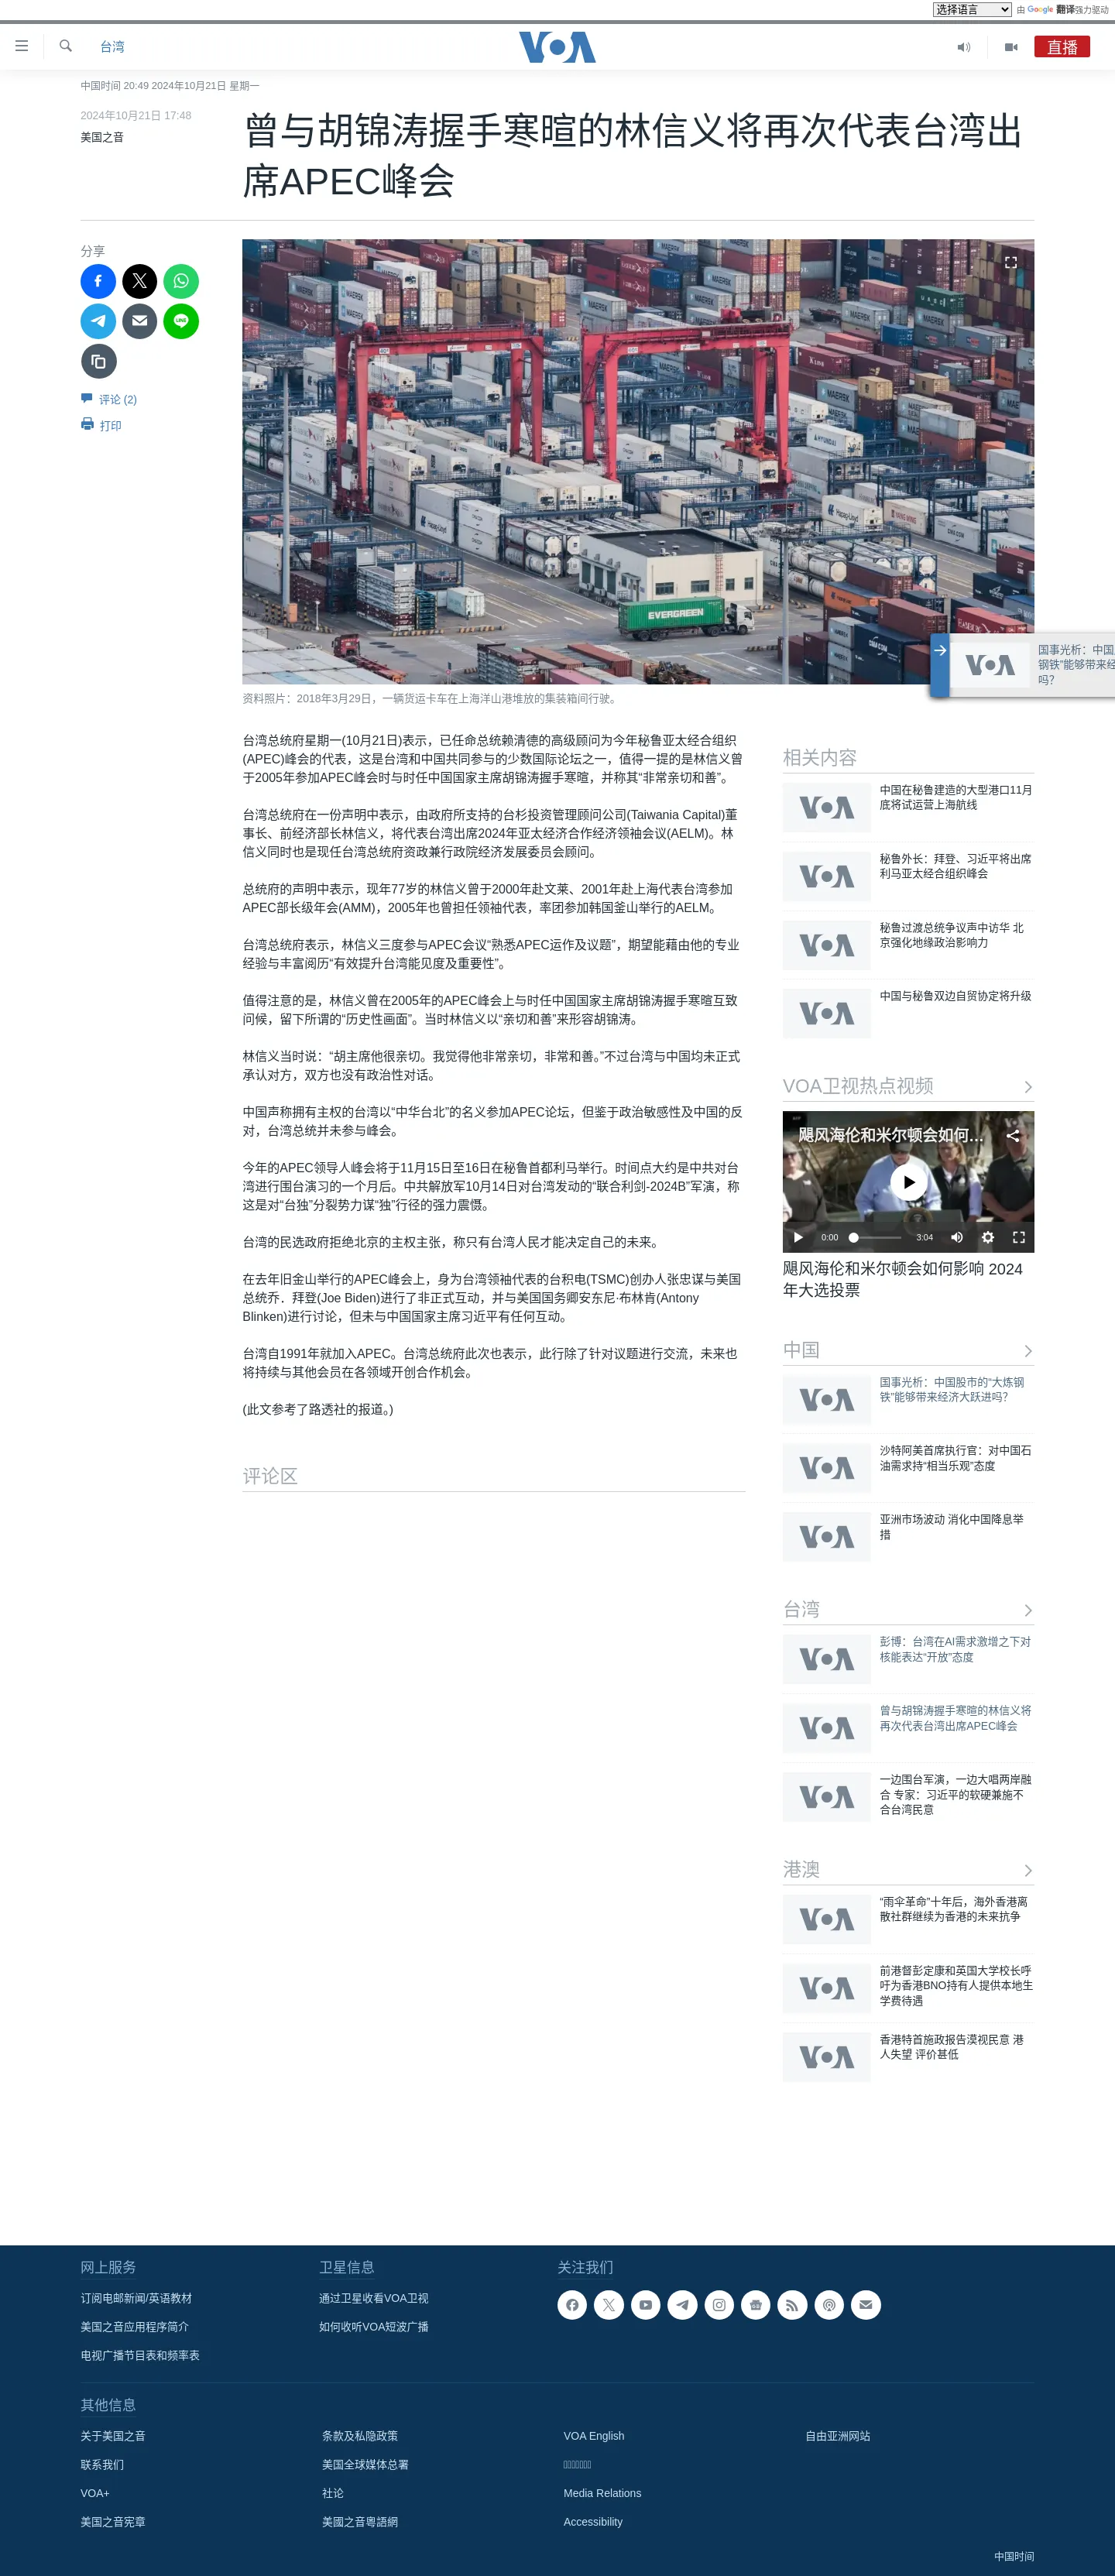 选择语言 由 Google 翻译强力驱动
台湾
VOA
直播
中国时间 20:49 2024年10月21日 星期一
2024年10月21日 17:48
美国之音
曾与胡锦涛握手寒暄的林信义将再次代表台湾出
席APEC峰会
分享
评论 (2)
打印
EVERGREEN
资料照片：2018年3月29日，一辆货运卡车在上海洋山港堆放的集装箱间行驶。
国事光析：中国
钢铁”能够带来经
吗？
台湾总统府星期一(10月21日)表示，已任命总统赖清德的高级顾问为今年秘鲁亚太经合组织
(APEC)峰会的代表，这是台湾和中国共同参与的少数国际论坛之一，值得一提的是林信义曾
于2005年参加APEC峰会时与时任中国国家主席胡锦涛握手寒暄，并称其“非常亲切和善”。
台湾总统府在一份声明中表示，由政府所支持的台杉投资管理顾问公司(Taiwania Capital)董
事长、前经济部长林信义，将代表台湾出席2024年亚太经济合作经济领袖会议(AELM)。林
信义同时也是现任台湾总统府资政兼行政院经济发展委员会顾问。
总统府的声明中表示，现年77岁的林信义曾于2000年赴文莱、2001年赴上海代表台湾参加
APEC部长级年会(AMM)，2005年也曾担任领袖代表，率团参加韩国釜山举行的AELM。
台湾总统府表示，林信义三度参与APEC会议“熟悉APEC运作及议题”，期望能藉由他的专业
经验与丰富阅历“有效提升台湾能见度及重要性”。
值得注意的是，林信义曾在2005年的APEC峰会上与时任中国国家主席胡锦涛握手寒暄互致
问候，留下所谓的“历史性画面”。当时林信义以“亲切和善”来形容胡锦涛。
林信义当时说：“胡主席他很亲切。我觉得他非常亲切，非常和善。”不过台湾与中国均未正式
承认对方，双方也没有政治性对话。
中国声称拥有主权的台湾以“中华台北”的名义参加APEC论坛，但鉴于政治敏感性及中国的反
对，台湾总统并未参与峰会。
今年的APEC领导人峰会将于11月15日至16日在秘鲁首都利马举行。时间点大约是中共对台
湾进行围台演习的一个月后。中共解放军10月14日对台湾发动的“联合利剑-2024B”军演，称
这是对“台独”分裂势力谋“独”行径的强力震慑。
台湾的民选政府拒绝北京的主权主张，称只有台湾人民才能决定自己的未来。
在去年旧金山举行的APEC峰会上，身为台湾领袖代表的台积电(TSMC)创办人张忠谋与美国
总统乔．拜登(Joe Biden)进行了非正式互动，并与美国国务卿安东尼·布林肯(Antony
Blinken)进行讨论，但未与中国国家主席习近平有任何互动。
台湾自1991年就加入APEC。台湾总统府此次也表示，此行除了针对议题进行交流，未来也
将持续与其他会员在各领域开创合作机会。
(此文参考了路透社的报道。)
评论区
相关内容
中国在秘鲁建造的大型港口11月
底将试运营上海航线
秘鲁外长：拜登、习近平将出席
利马亚太经合组织峰会
秘鲁过渡总统争议声中访华 北
京强化地缘政治影响力
中国与秘鲁双边自贸协定将升级
VOA卫视热点视频
飓风海伦和米尔顿会如何…
0:00 3:04
飓风海伦和米尔顿会如何影响 2024
年大选投票
中国
国事光析：中国股市的“大炼钢
铁”能够带来经济大跃进吗？
沙特阿美首席执行官：对中国石
油需求持“相当乐观”态度
亚洲市场波动 消化中国降息举
措
台湾
彭博：台湾在AI需求激增之下对
核能表达“开放”态度
曾与胡锦涛握手寒暄的林信义将
再次代表台湾出席APEC峰会
一边围台军演，一边大唱两岸融
合 专家：习近平的软硬兼施不
合台湾民意
港澳
“雨伞革命”十年后，海外香港离
散社群继续为香港的未来抗争
前港督彭定康和英国大学校长呼
吁为香港BNO持有人提供本地生
学费待遇
香港特首施政报告漠视民意 港
人失望 评价甚低
网上服务
订阅电邮新闻/英语教材
美国之音应用程序简介
电视广播节目表和频率表
卫星信息
通过卫星收看VOA卫视
如何收听VOA短波广播
关注我们
其他信息
关于美国之音
联系我们
VOA+
美国之音宪章
条款及私隐政策
美国全球媒体总署
社论
美國之音粵語網
VOA English
Media Relations
Accessibility
自由亚洲网站
中国时间